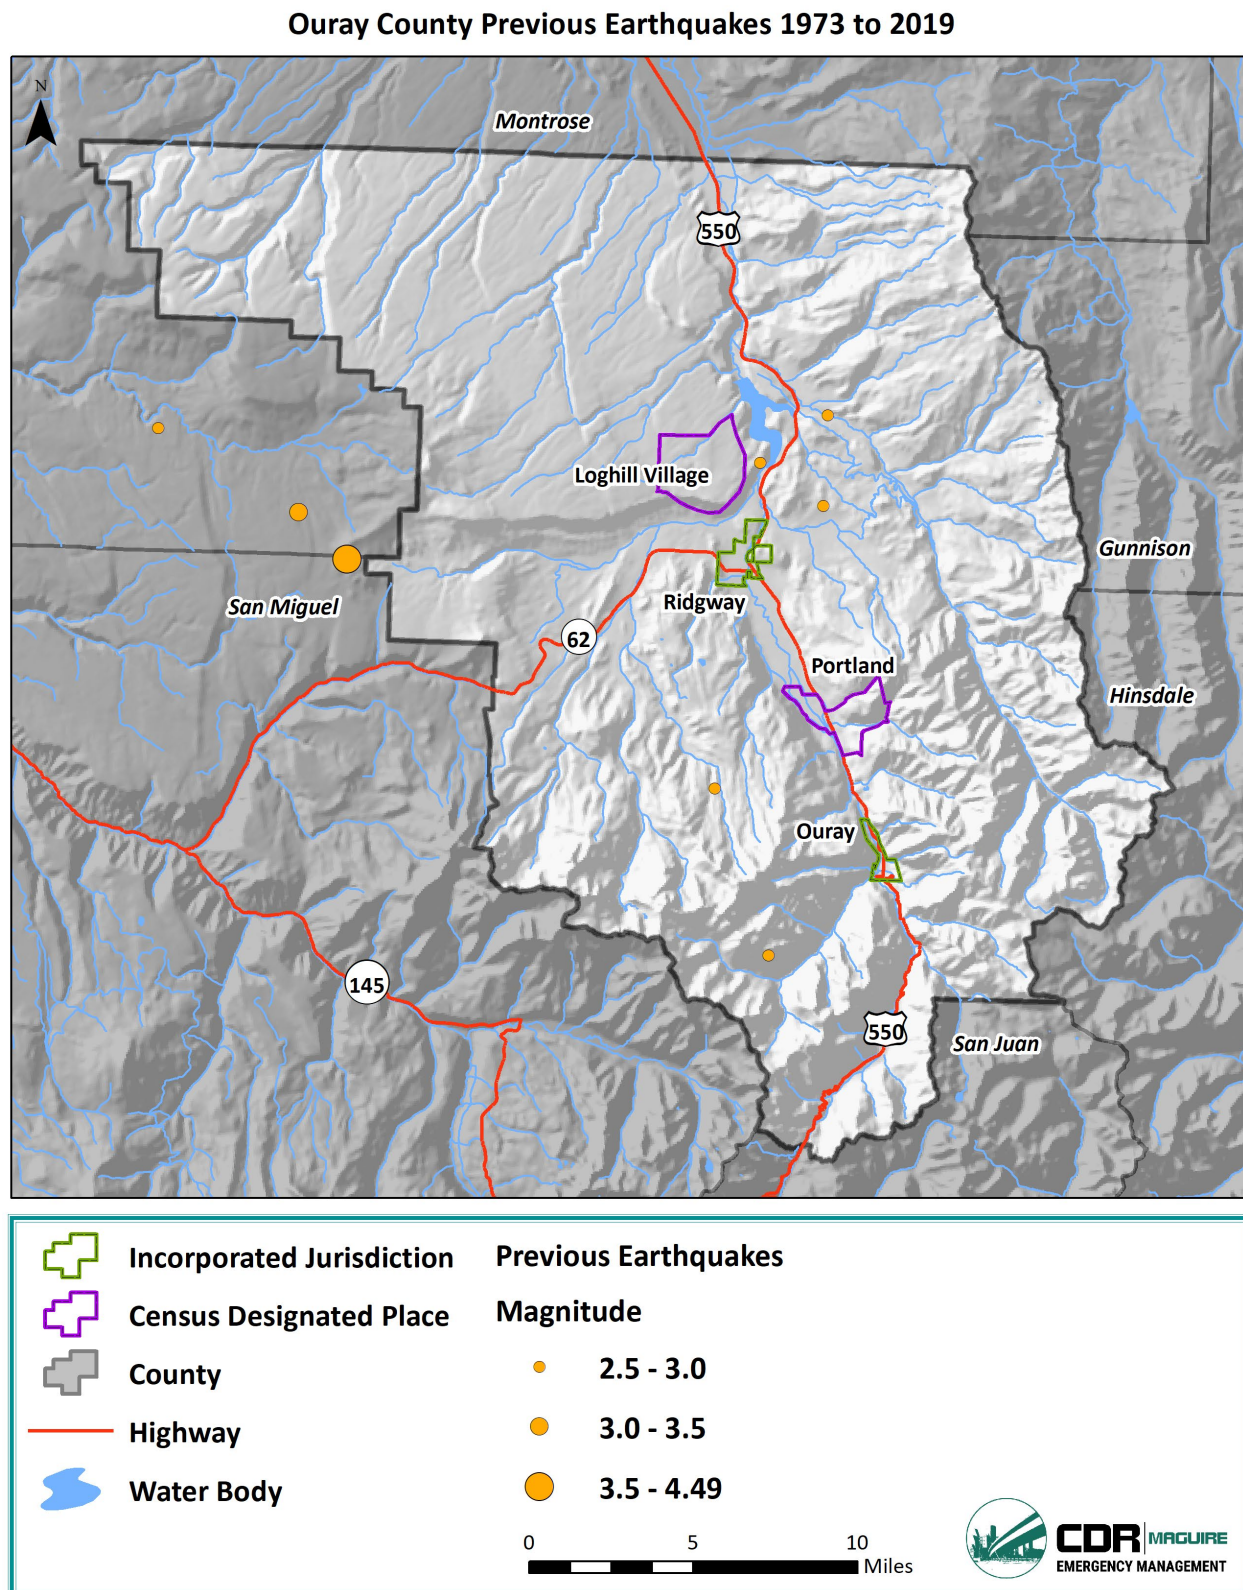 Ouray County Previous Earthquakes 1973 to 2019
N
Montrose
550
Loghill Village
Gunnison
San Miguel
Ridgway
62
Portland
Hinsdale
Ouray
145
550
San Juan
Incorporated Jurisdiction
Census Designated Place
County
Highway
Water Body
Previous Earthquakes
Magnitude
2.5 - 3.0
3.0 - 3.5
3.5 - 4.49
0 5 10
Miles
CDR MAGUIRE
EMERGENCY MANAGEMENT